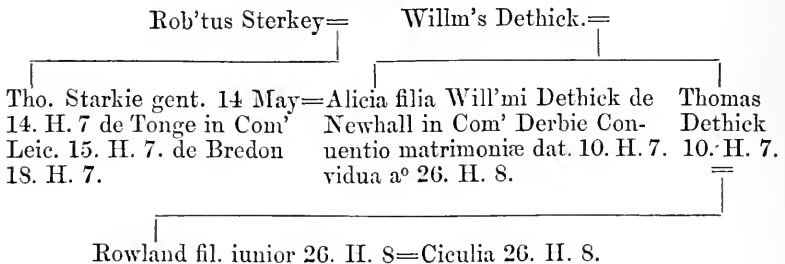 Rob'tus Sterkey= Willm's Dethick.=
Tho. Starkie gent. 14 May=Alicia filia Will'mi Dethick de Thomas
14. H. 7 de Tonge in Com' Newhall in Com' Derbie Con- Dethick
Leic. 15. H. 7. de Bredon uentio matrimoniæ dat. 10. H. 7. 10. H. 7.
18. H. 7. vidua aº 26. H. 8. =
Rowland fil. iunior 26. H. 8=Ciculia 26. H. 8.